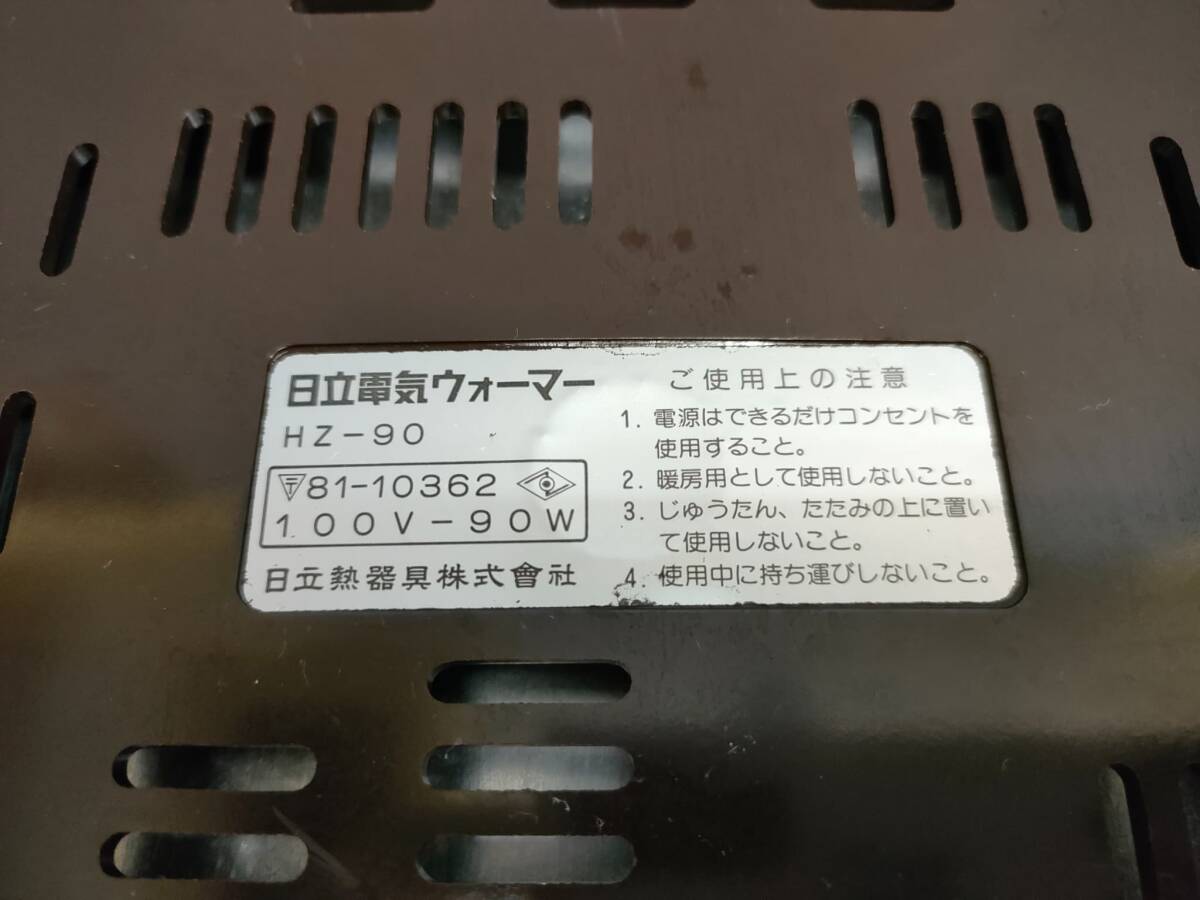 日立電気ウォーマー
HZ-90
〒81-10362
100V-90W
日立熱器具株式會社
ご使用上の注意
1. 電源はできるだけコンセントを
使用すること。
2. 暖房用として使用しないこと。
3. じゅうたん、たたみの上に置い
て使用しないこと。
4. 使用中に持ち運びしないこと。